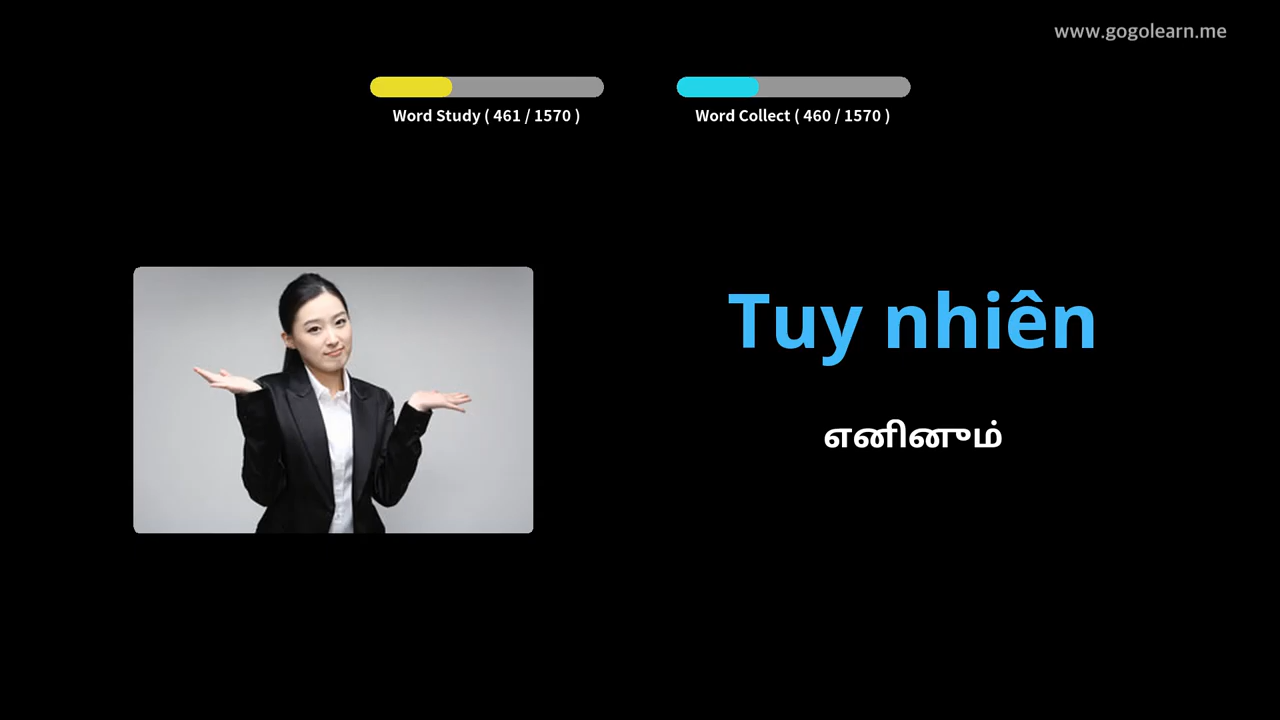 www.gogolearn.me
Word Study ( 461 / 1570 )
Word Collect ( 460 / 1570 )
Tuy nhiên
எனினும்